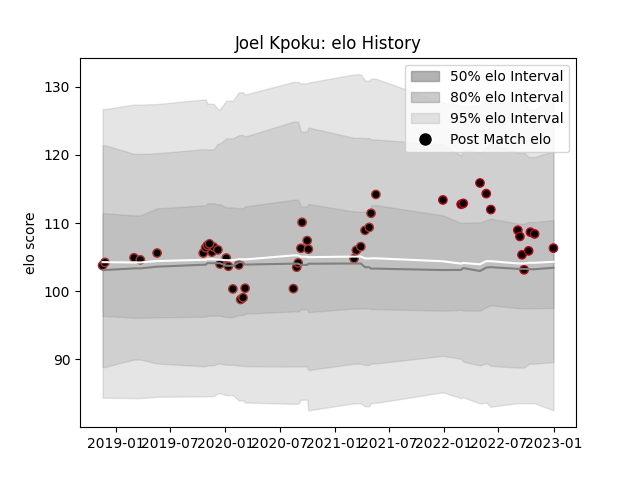 Joel Kpoku: elo History
50% elo Interval
80% elo Interval
95% elo Interval
Post Match elo
elo score
130
120
110
100
90
2019-01 2019-07 2020-01 2020-07 2021-01 2021-07 2022-01 2022-07 2023-01